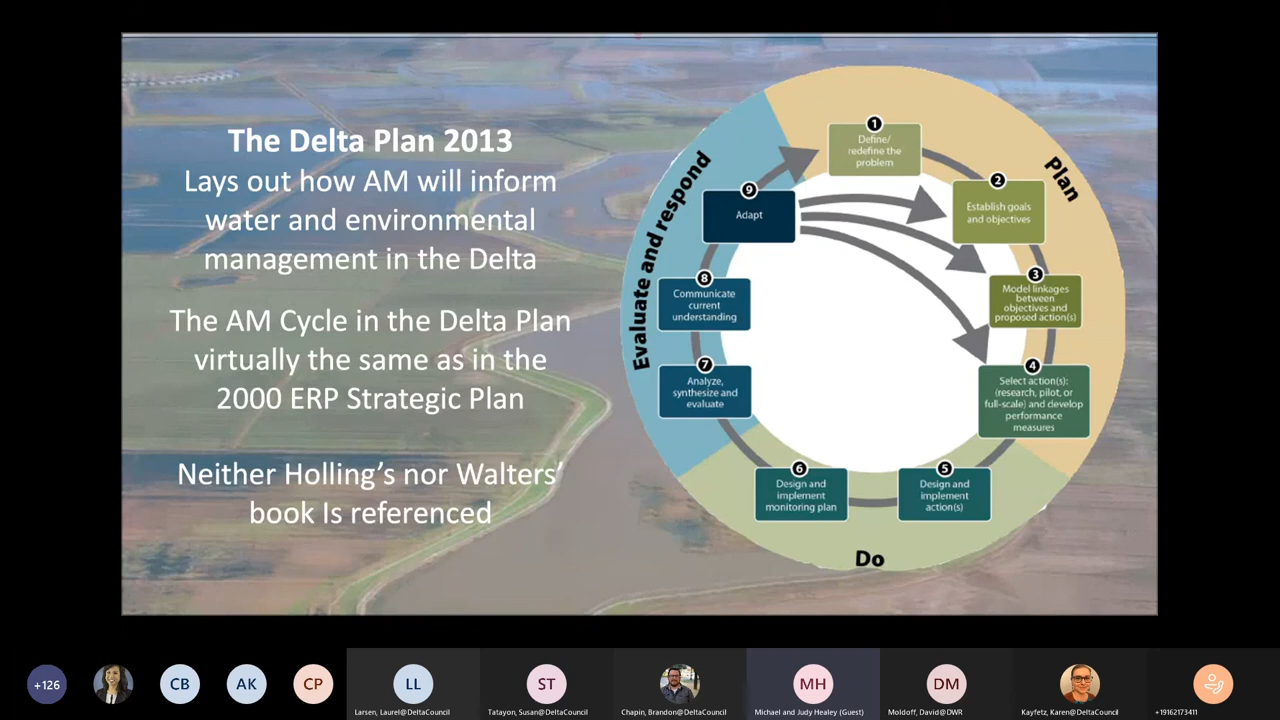 The Delta Plan 2013
Lays out how AM will inform
water and environmental
management in the Delta
The AM Cycle in the Delta Plan
virtually the same as in the
2000 ERP Strategic Plan
Neither Holling's nor Walters'
book Is referenced
Plan
1
Define/
redefine the
problem
2
Establish goals
and objectives
3
Model linkages
between
objectives and
proposed action(s)
4
Select action(s):
(research, pilot, or
full-scale) and develop
performance
measures
Do
5
Design and
implement
action(s)
6
Design and
implement
monitoring plan
Evaluate and respond
7
Analyze,
synthesize and
evaluate
8
Communicate
current
understanding
9
Adapt
+126
CB
AK
CP
LL
Larsen, Laurel@DeltaCouncil
ST
Tatayon, Susan@DeltaCouncil
Chapin, Brandon@DeltaCouncil
MH
Michael and Judy Healey (Guest)
DM
Moldoff, David@DWR
Kayfetz, Karen@DeltaCouncil
+19162173411